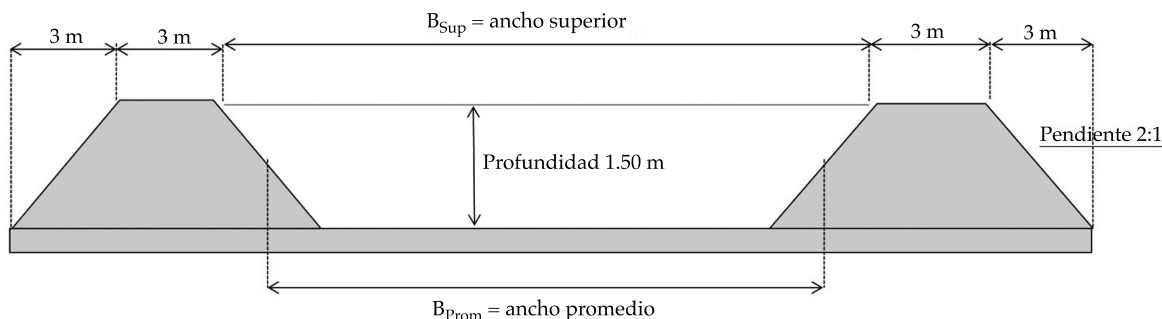 B_Sup = ancho superior
3 m
3 m
3 m
3 m
Pendiente 2:1
Profundidad 1.50 m
B_Prom = ancho promedio